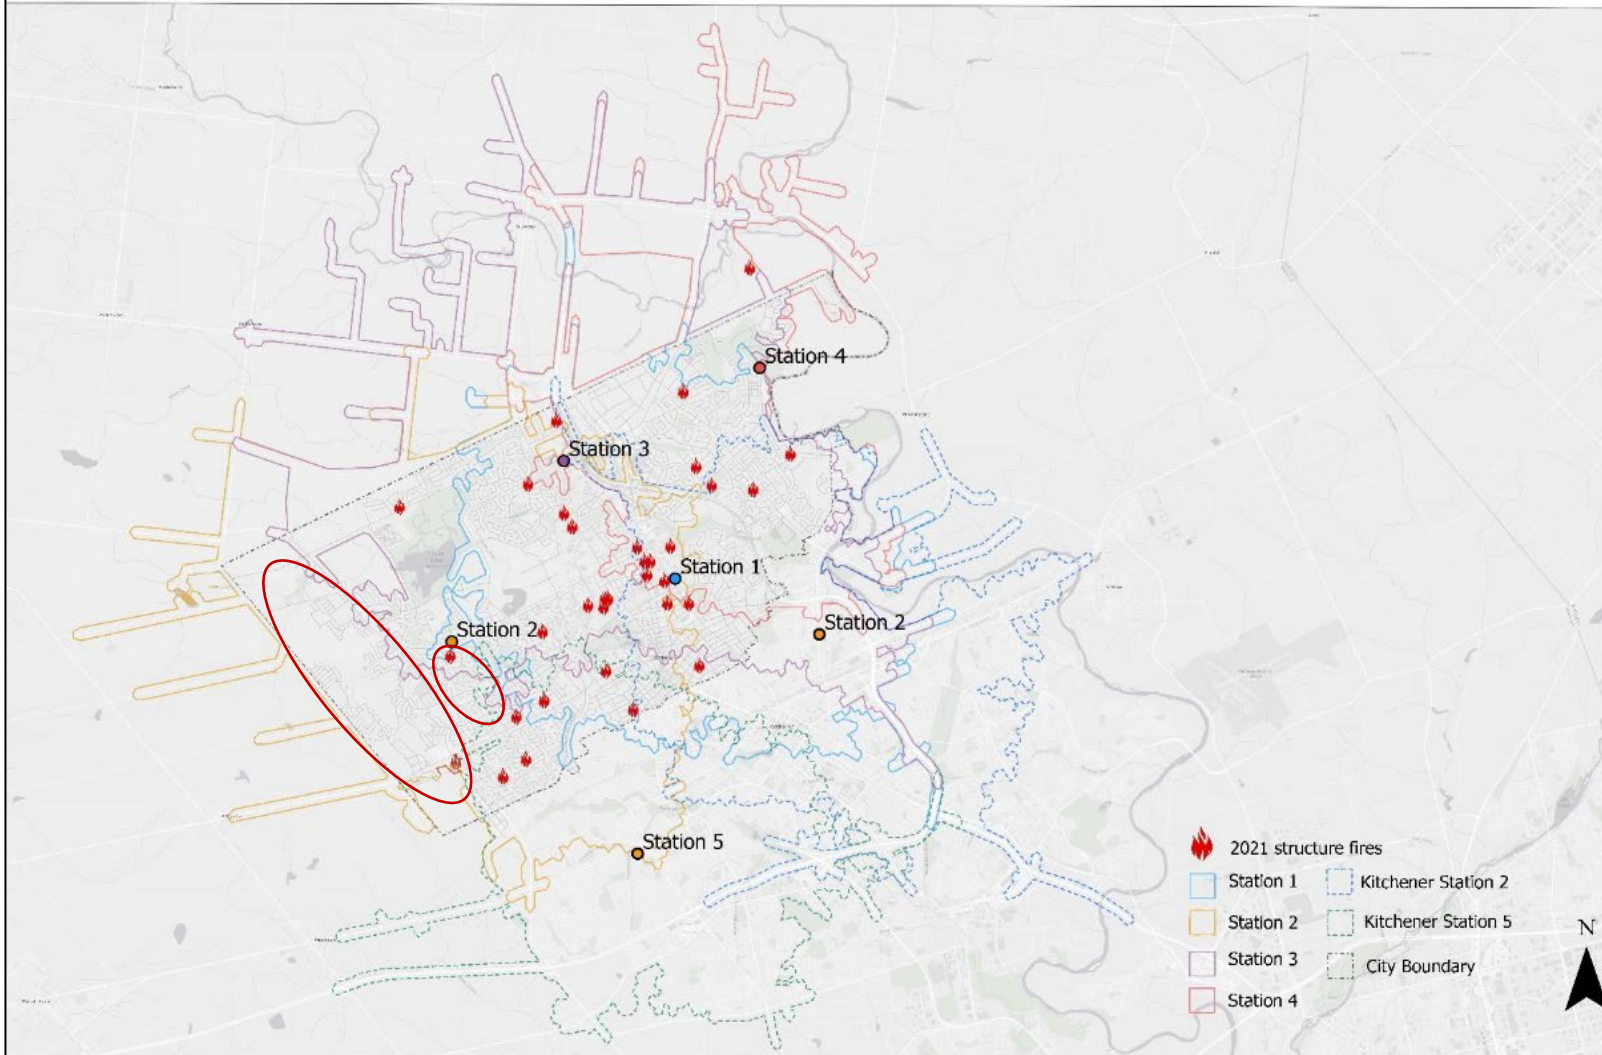 Station 4
Station 3
Station 1
Station 2
Station 2
Station 5
2021 structure fires
Station 1
Kitchener Station 2
Station 2
Kitchener Station 5
Station 3
City Boundary
Station 4
N